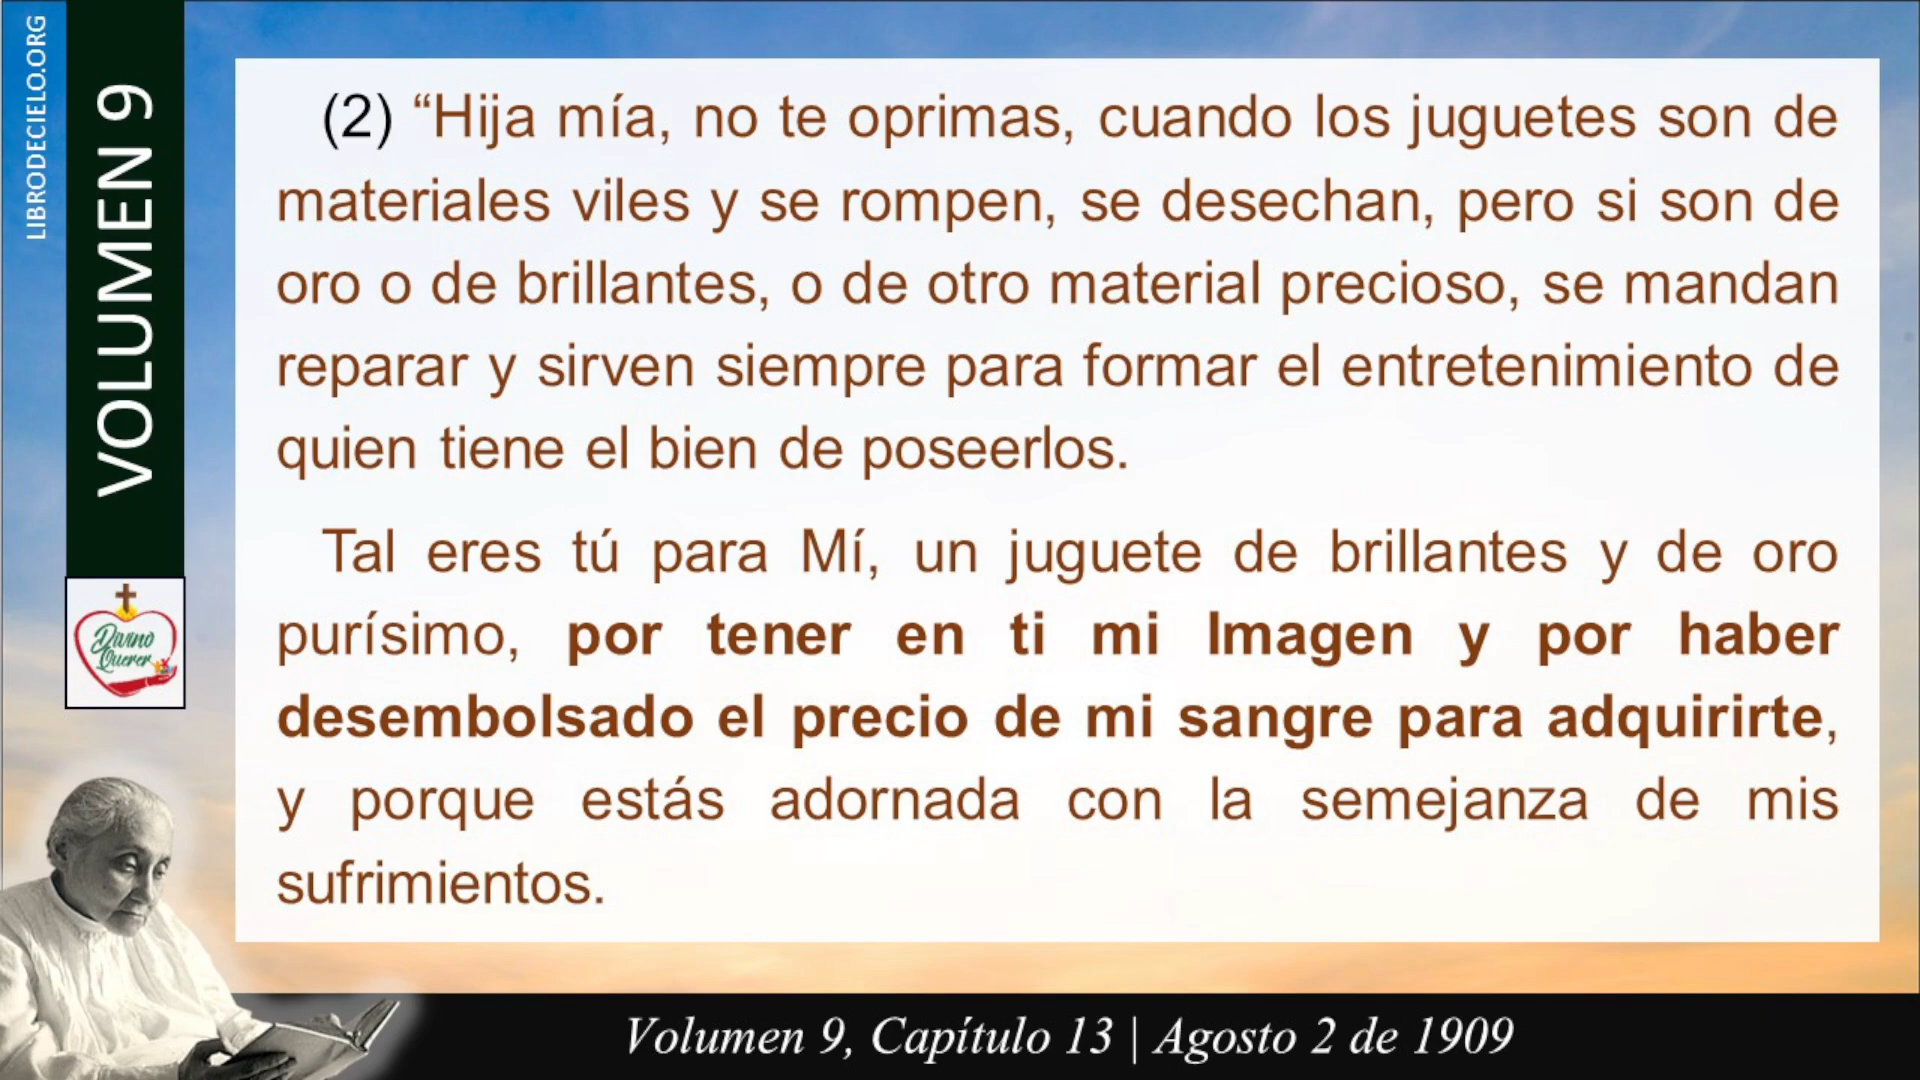 LIBRODECIELO.ORG
VOLUMEN 9
(2) “Hija mía, no te oprimas, cuando los juguetes son de
materiales viles y se rompen, se desechan, pero si son de
oro o de brillantes, o de otro material precioso, se mandan
reparar y sirven siempre para formar el entretenimiento de
quien tiene el bien de poseerlos.
Tal eres tú para Mí, un juguete de brillantes y de oro
purísimo, por tener en ti mi Imagen y por haber
desembolsado el precio de mi sangre para adquirirte,
y porque estás adornada con la semejanza de mis
sufrimientos.
Divino
Querer
Volumen 9, Capítulo 13 | Agosto 2 de 1909